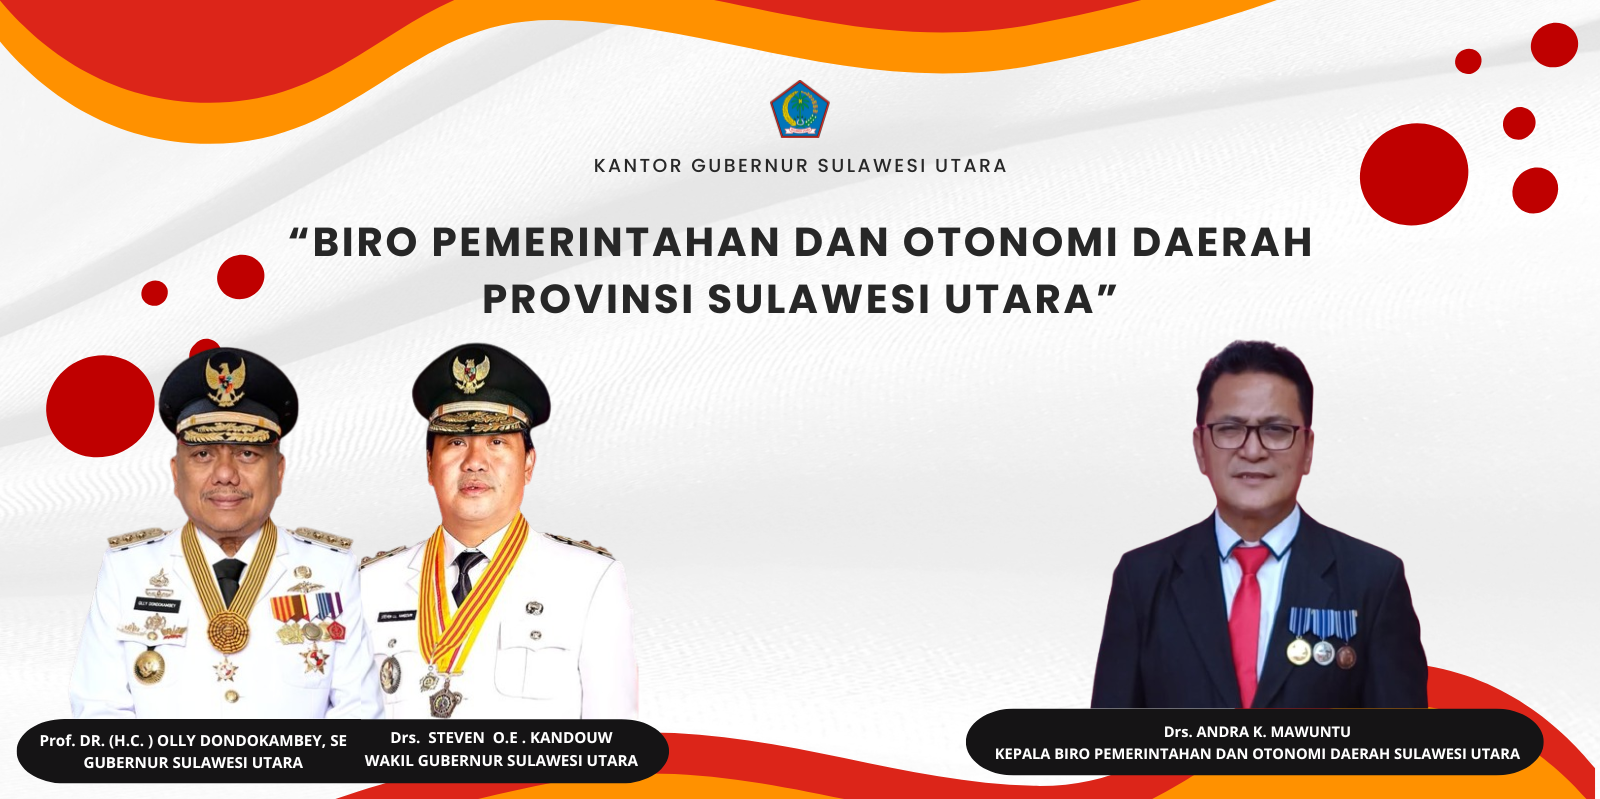 KANTOR GUBERNUR SULAWESI UTARA
“BIRO PEMERINTAHAN DAN OTONOMI DAERAH
PROVINSI SULAWESI UTARA”
OLLY DONDOKAMBEY
Prof. DR. (H.C. ) OLLY DONDOKAMBEY, SE
GUBERNUR SULAWESI UTARA
Drs. STEVEN O.E . KANDOUW
WAKIL GUBERNUR SULAWESI UTARA
Drs. ANDRA K. MAWUNTU
KEPALA BIRO PEMERINTAHAN DAN OTONOMI DAERAH SULAWESI UTARA